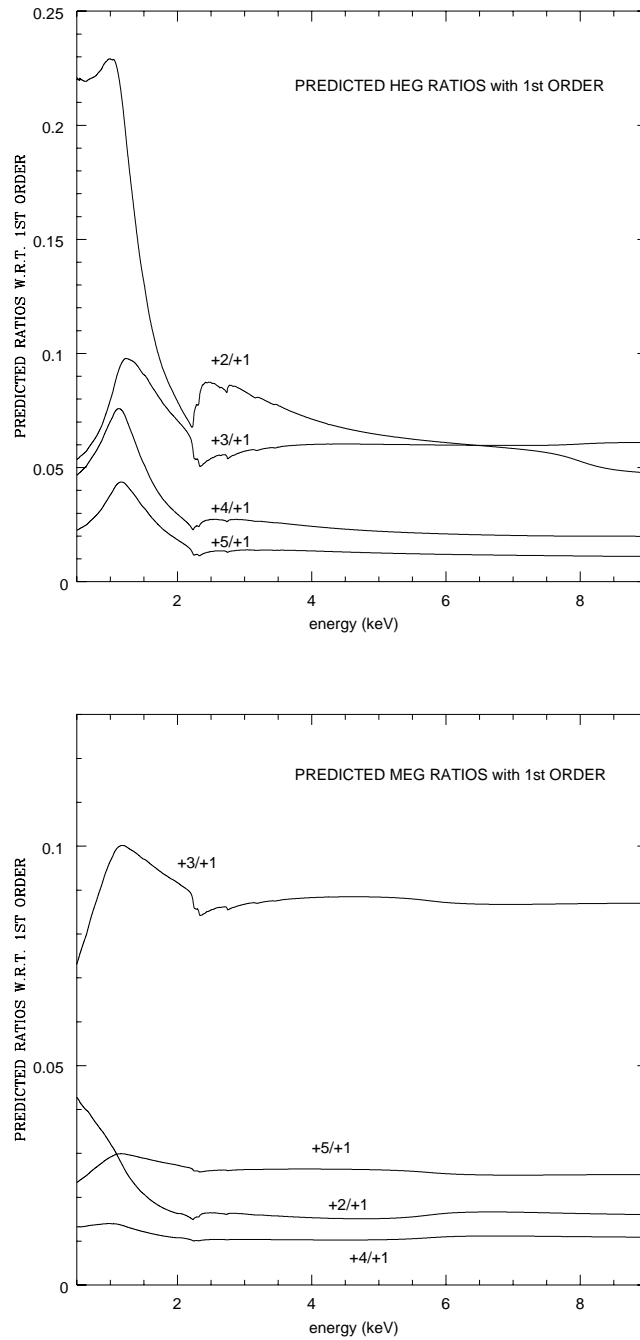 0.25
PREDICTED HEG RATIOS with 1st ORDER
0.2
0.15
PREDICTED RATIOS W.R.T. 1ST ORDER
0.1
+2/+1
+3/+1
0.05
+4/+1
+5/+1
0
2 4 6 8
energy (keV)
PREDICTED MEG RATIOS with 1st ORDER
+3/+1
0.1
PREDICTED RATIOS W.R.T. 1ST ORDER
0.05
+5/+1
+2/+1
+4/+1
0
2 4 6 8
energy (keV)